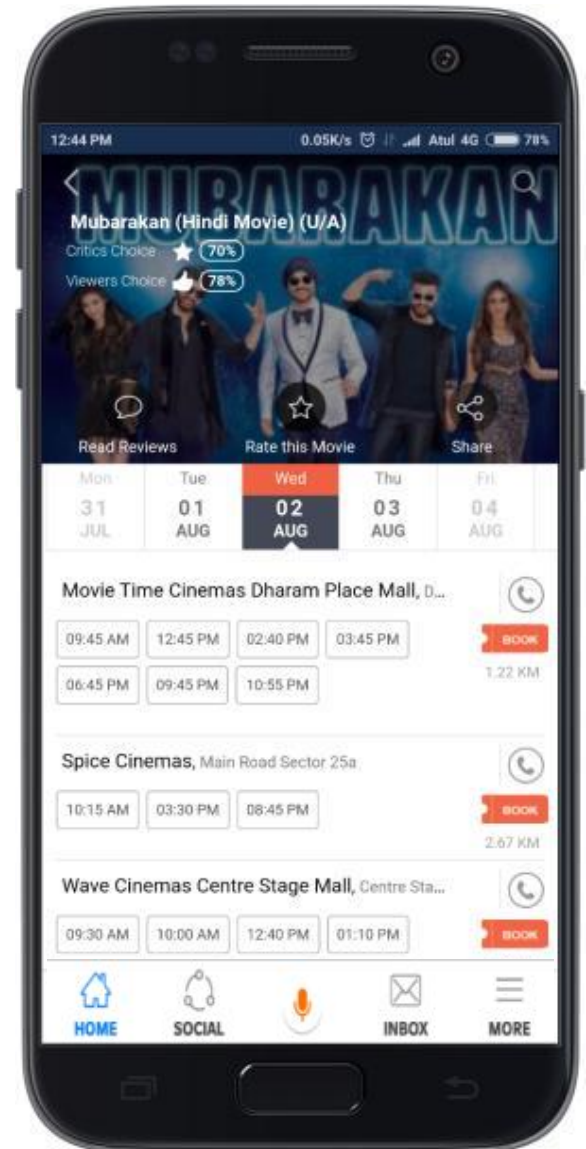 12:44 PM 0.05K/s Atul 4G 78%
MUBARAKAN
Mubarakan (Hindi Movie) (U/A)
Critics Choice 70%
Viewers Choice 78%
Read Reviews Rate this Movie Share
Mon Tue Wed Thu Fri
31 01 02 03 04
JUL AUG AUG AUG AUG
Movie Time Cinemas Dharam Place Mall, D...
09:45 AM 12:45 PM 02:40 PM 03:45 PM BOOK
06:45 PM 09:45 PM 10:55 PM 1.22 KM
Spice Cinemas, Main Road Sector 25a
10:15 AM 03:30 PM 08:45 PM BOOK
2.67 KM
Wave Cinemas Centre Stage Mall, Centre Sta...
09:30 AM 10:00 AM 12:40 PM 01:10 PM BOOK
HOME SOCIAL INBOX MORE